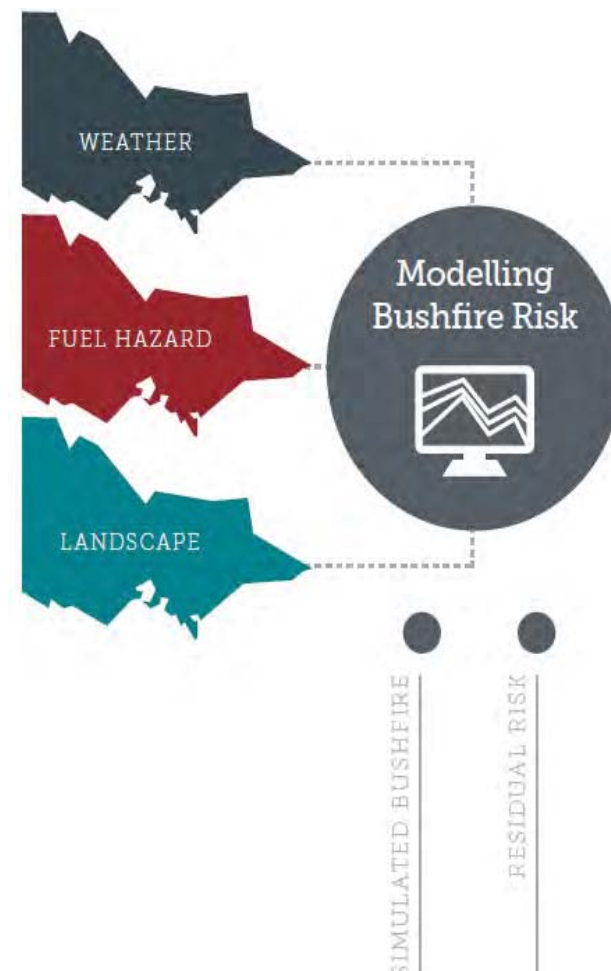 WEATHER
FUEL HAZARD
LANDSCAPE
Modelling
Bushfire Risk
SIMULATED BUSHFIRE
RESIDUAL RISK